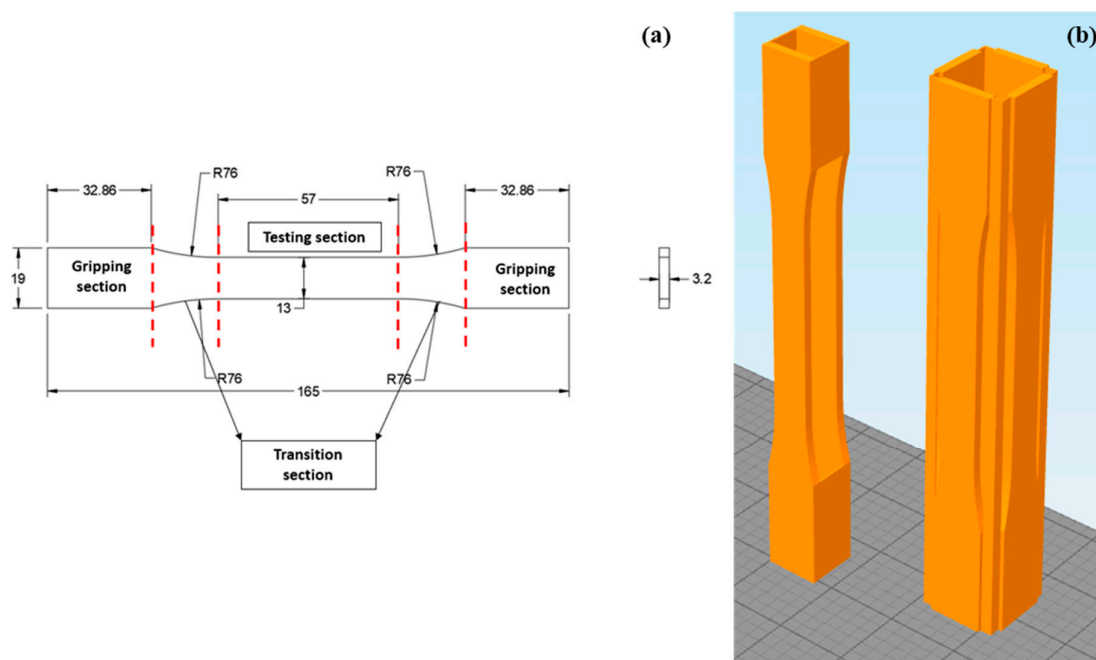 (a)
(b)
R76
R76
32.86
57
32.86
Testing section
Gripping
section
Gripping
section
19
13
3.2
R76
R76
165
Transition
section